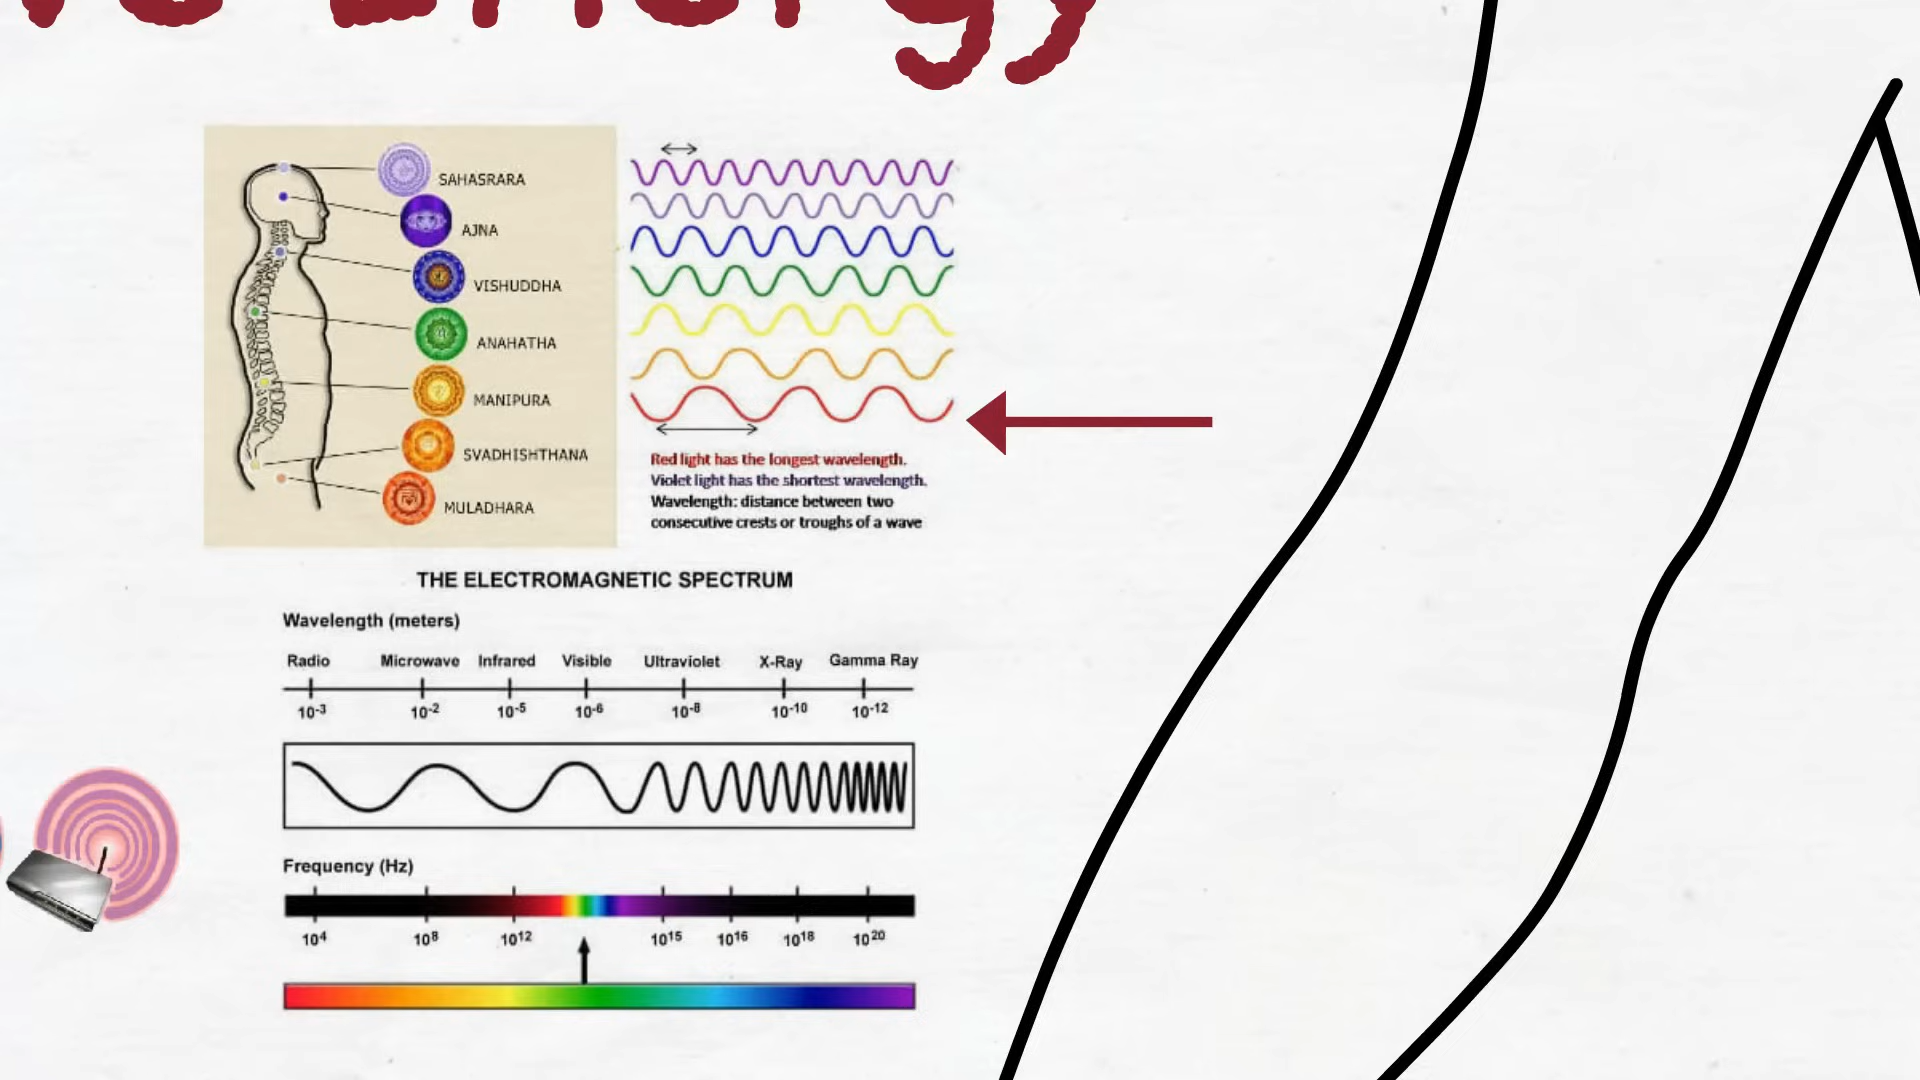 Energy
SAHASRARA
AJNA
VISHUDDHA
ANAHATHA
MANIPURA
SVADHISHTHANA
MULADHARA
Red light has the longest wavelength.
Violet light has the shortest wavelength.
Wavelength: distance between two
consecutive crests or troughs of a wave
THE ELECTROMAGNETIC SPECTRUM
Wavelength (meters)
Radio Microwave Infrared Visible Ultraviolet X-Ray Gamma Ray
10⁻³ 10⁻² 10⁻⁵ 10⁻⁶ 10⁻⁸ 10⁻¹⁰ 10⁻¹²
Frequency (Hz)
10⁴ 10⁸ 10¹² 10¹⁵ 10¹⁶ 10¹⁸ 10²⁰